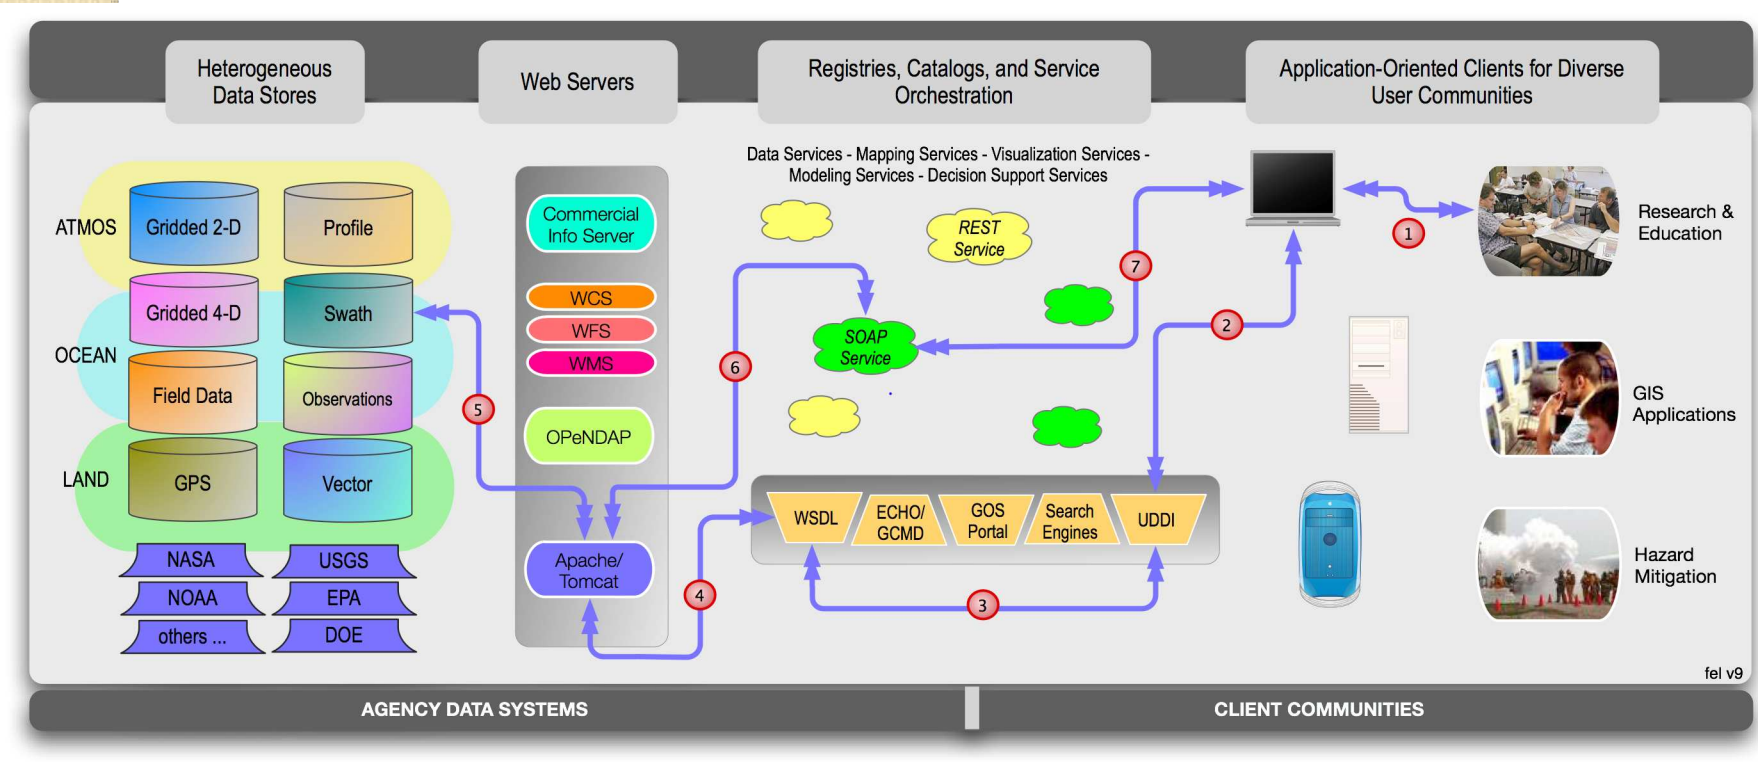 Heterogeneous
Data Stores
Web Servers
Registries, Catalogs, and Service
Orchestration
Application-Oriented Clients for Diverse
User Communities
Data Services - Mapping Services - Visualization Services -
Modeling Services - Decision Support Services
ATMOS
Gridded 2-D
Profile
Gridded 4-D
Swath
OCEAN
Field Data
Observations
LAND
GPS
Vector
NASA
USGS
NOAA
EPA
others ...
DOE
5
Commercial
Info Server
WCS
WFS
WMS
OPeNDAP
Apache/
Tomcat
6
4
REST
Service
SOAP
Service
7
2
1
WSDL
ECHO/
GCMD
GOS
Portal
Search
Engines
UDDI
3
Research &
Education
GIS
Applications
Hazard
Mitigation
fel v9
AGENCY DATA SYSTEMS
CLIENT COMMUNITIES